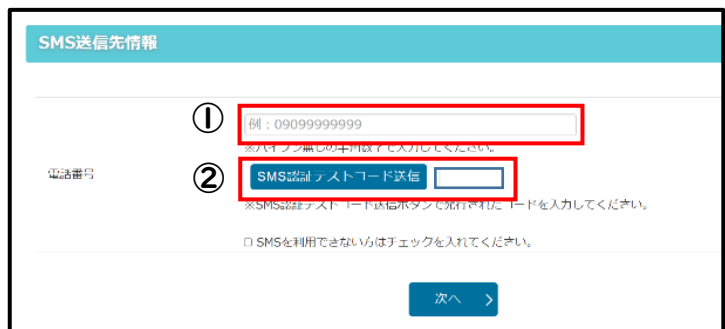 SMS送信先情報
①
例：09099999999
※ハイフン無しの半角数字で入力してください。
電話番号
②
SMS認証テストコード送信
※SMS認証テストコード送信ボタンで発行されたコードを入力してください。
SMSを利用できない方はチェックを入れてください。
次へ